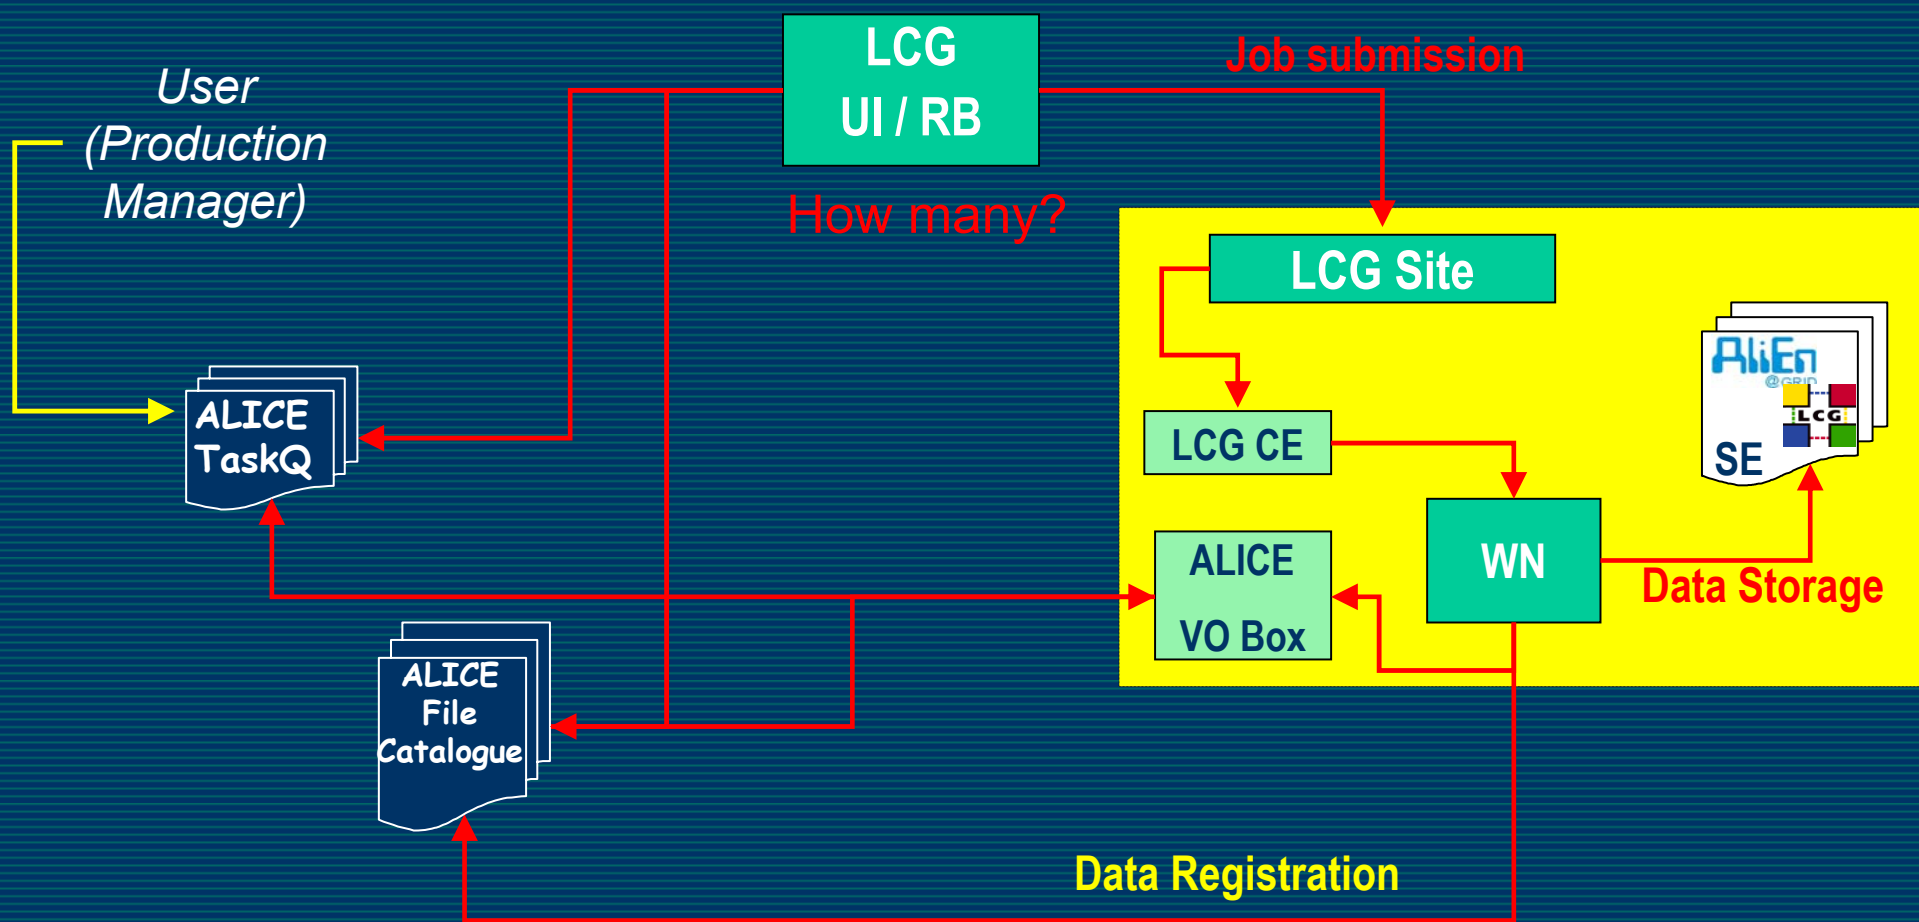 LCG
UI / RB
Job submission
User
(Production
Manager)
How many?
LCG Site
AliEn
@GRID
LCG
SE
ALICE
TaskQ
LCG CE
WN
ALICE
VO Box
Data Storage
ALICE
File
Catalogue
Data Registration